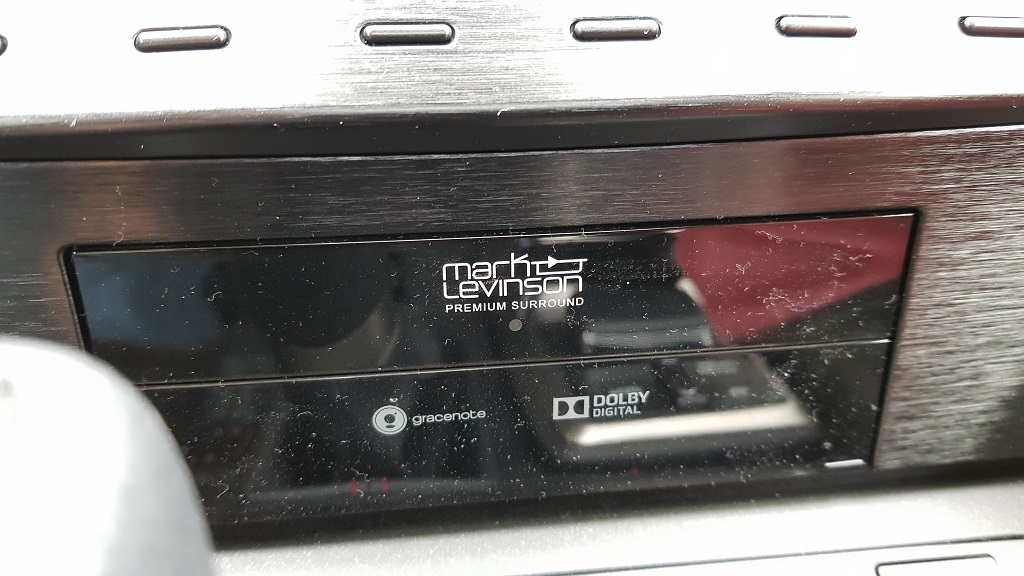 mark
Levinson
PREMIUM SURROUND
gracenote
DOLBY
DIGITAL